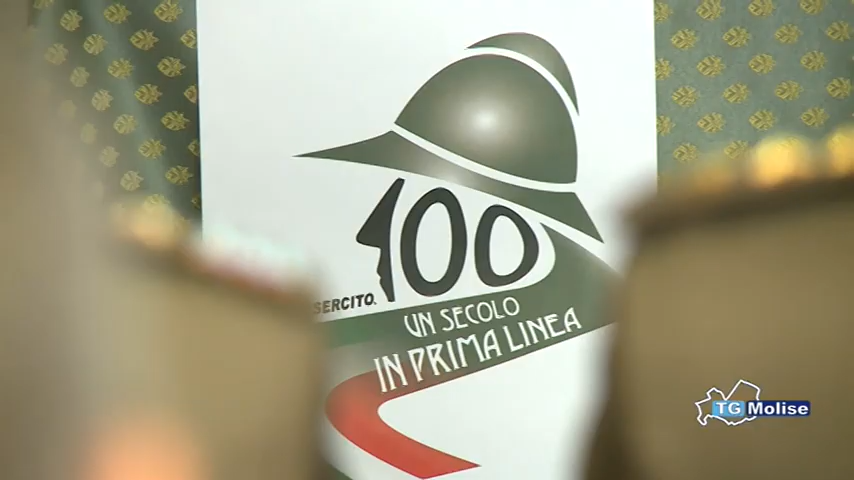 100
SERCITO.
UN SECOLO
IN PRIMA LINEA
TG Molise